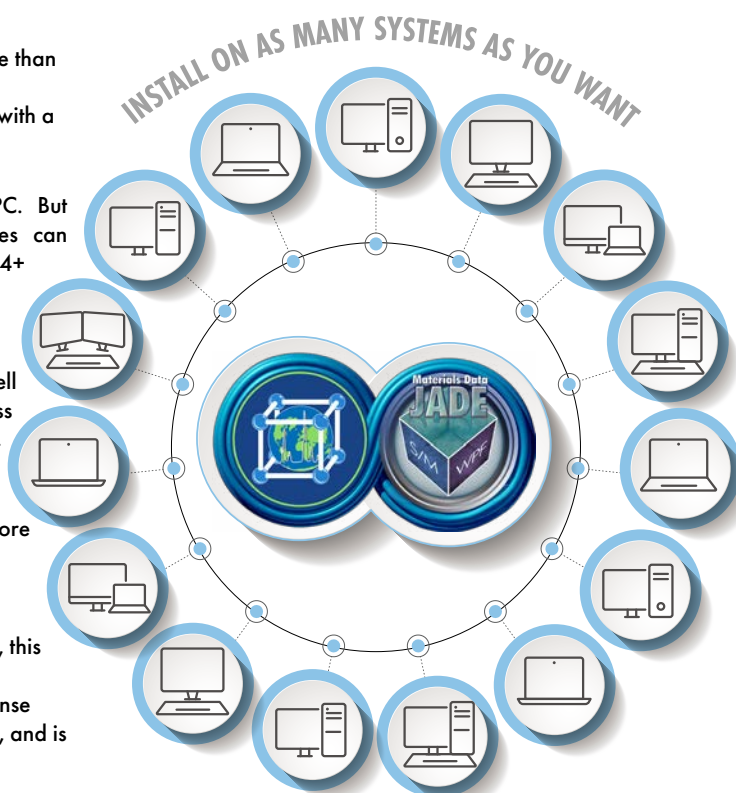 INSTALL ON AS MANY SYSTEMS AS YOU WANT
e than
with a
PC. But
es can
4+
ell
ss
ore
, this
nse
, and is
Materials Data
JADE
SIM
WPF